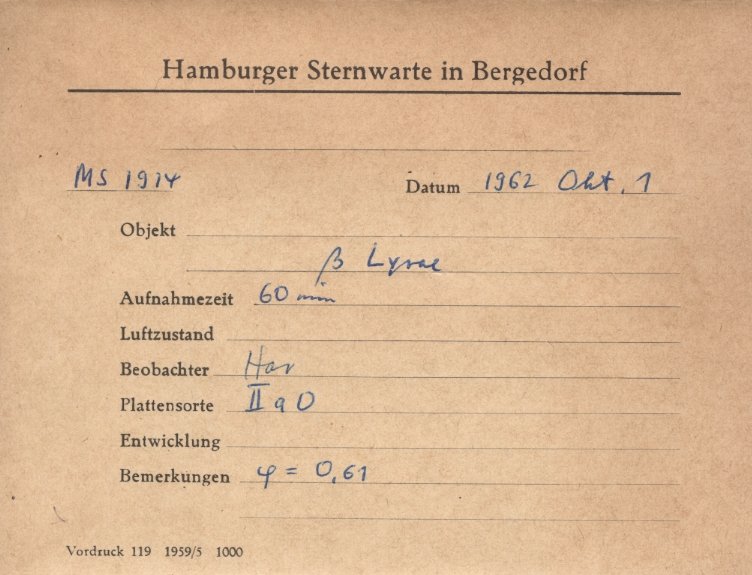 Hamburger Sternwarte in Bergedorf
MS 1974 Datum 1962 Okt. 1
Objekt
β Lyrae
Aufnahmezeit 60 min
Luftzustand
Beobachter Har
Plattensorte II a D
Entwicklung
Bemerkungen φ = 0,61
Vordruck 119 1959/5 1000